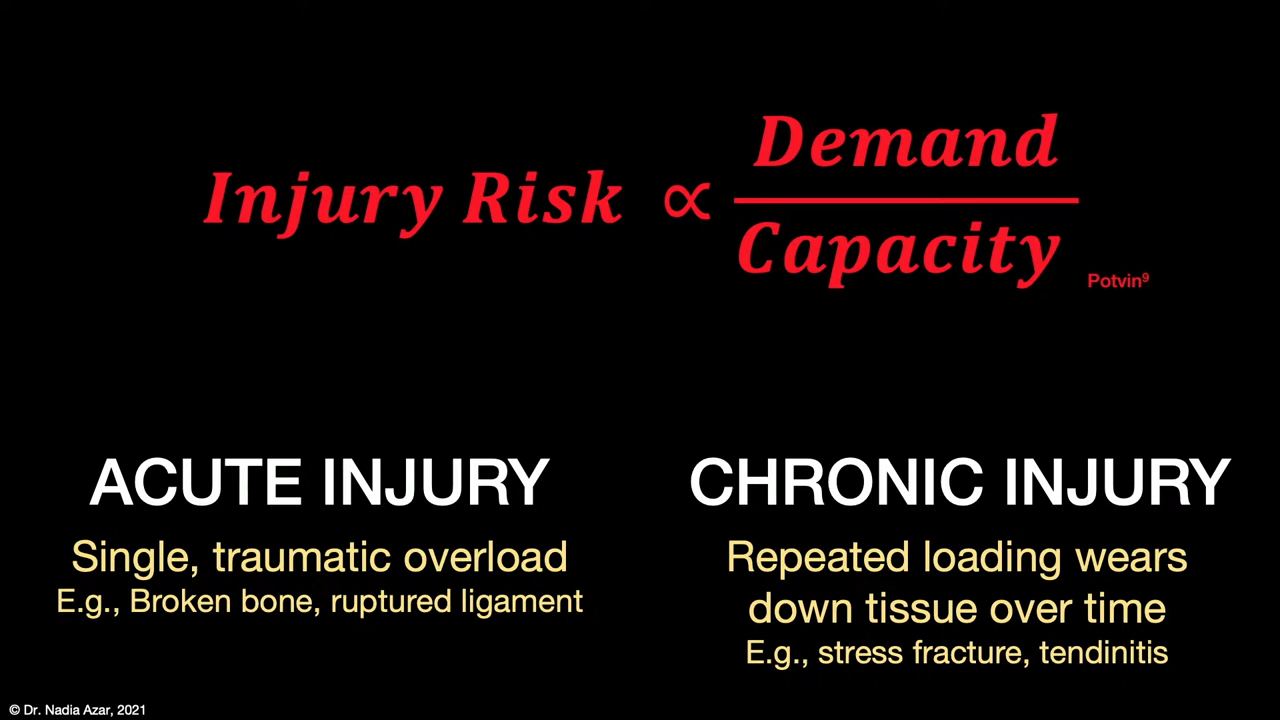 Injury Risk ∝ Demand
Capacity
Potvin⁹
ACUTE INJURY
Single, traumatic overload
E.g., Broken bone, ruptured ligament
CHRONIC INJURY
Repeated loading wears
down tissue over time
E.g., stress fracture, tendinitis
© Dr. Nadia Azar, 2021